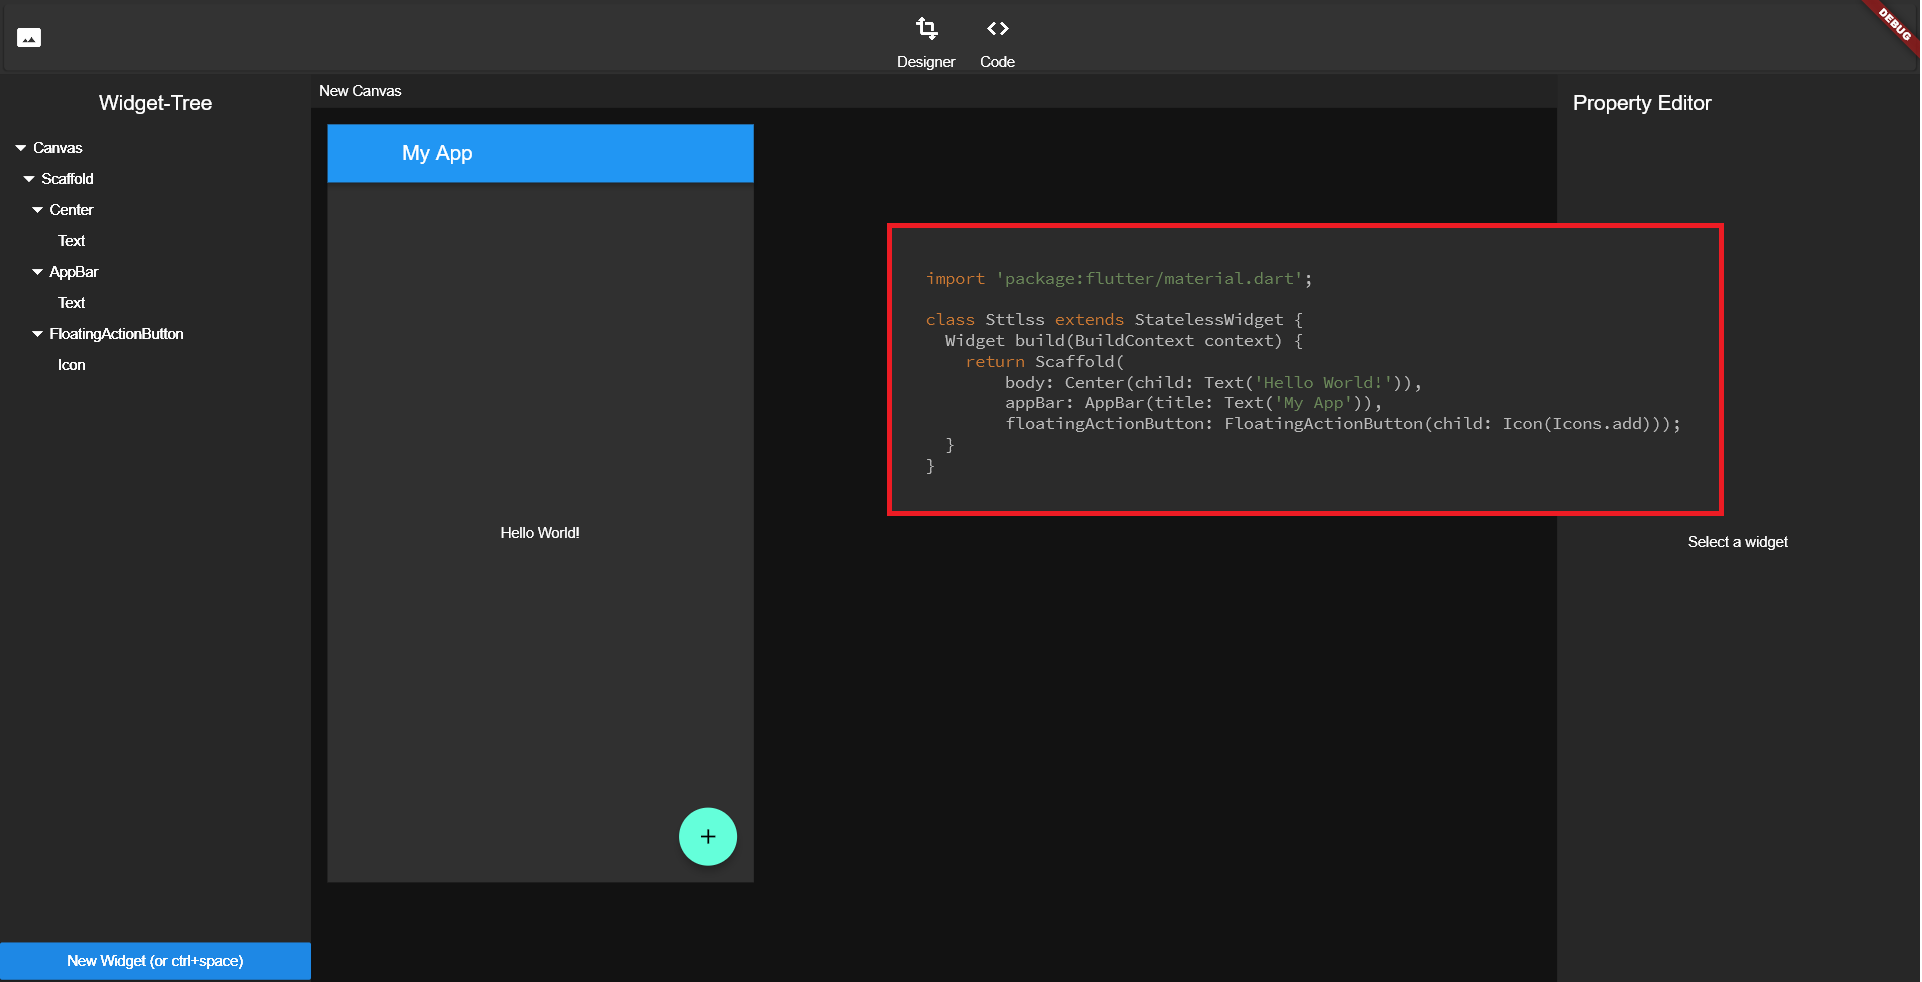 Designer
Code
DEBUG
Widget-Tree
Canvas
Scaffold
Center
Text
AppBar
Text
FloatingActionButton
Icon
New Widget (or ctrl+space)
New Canvas
My App
Hello World!
import 'package:flutter/material.dart';
class Sttlss extends StatelessWidget {
  Widget build(BuildContext context) {
    return Scaffold(
        body: Center(child: Text('Hello World!')),
        appBar: AppBar(title: Text('My App')),
        floatingActionButton: FloatingActionButton(child: Icon(Icons.add)));
  }
}
Property Editor
Select a widget